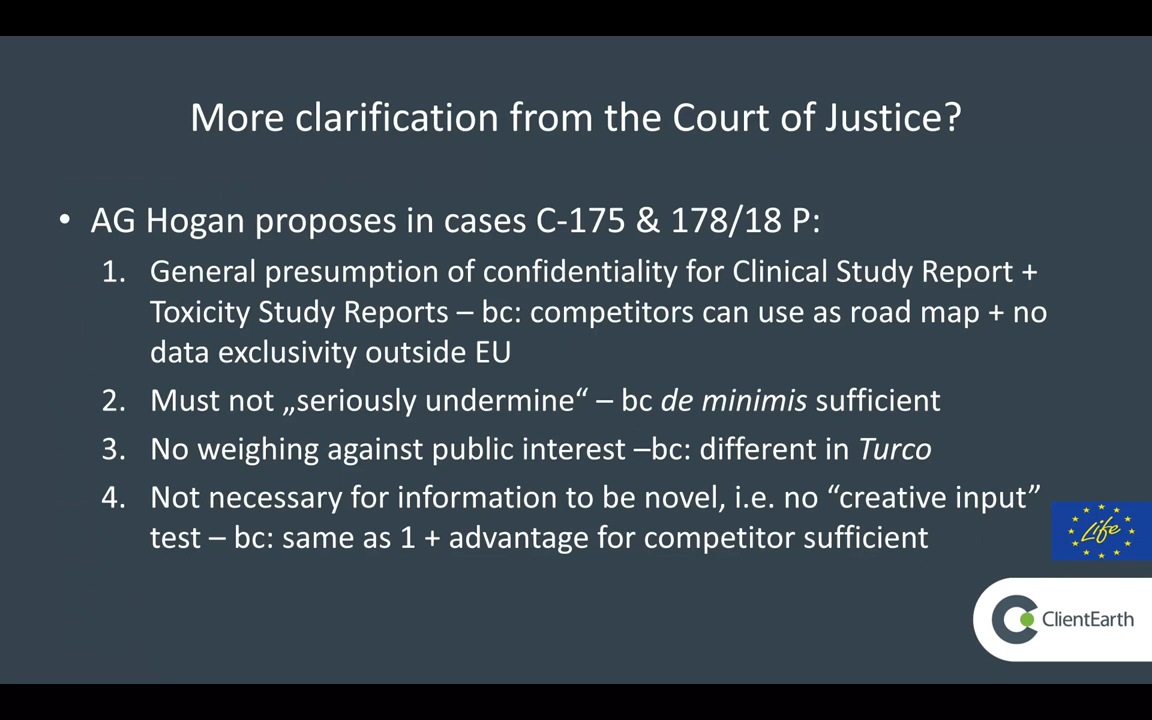 More clarification from the Court of Justice?
• AG Hogan proposes in cases C-175 & 178/18 P:
1. General presumption of confidentiality for Clinical Study Report +
Toxicity Study Reports – bc: competitors can use as road map + no
data exclusivity outside EU
2. Must not „seriously undermine“ – bc de minimis sufficient
3. No weighing against public interest –bc: different in Turco
4. Not necessary for information to be novel, i.e. no “creative input”
test – bc: same as 1 + advantage for competitor sufficient
Life
ClientEarth